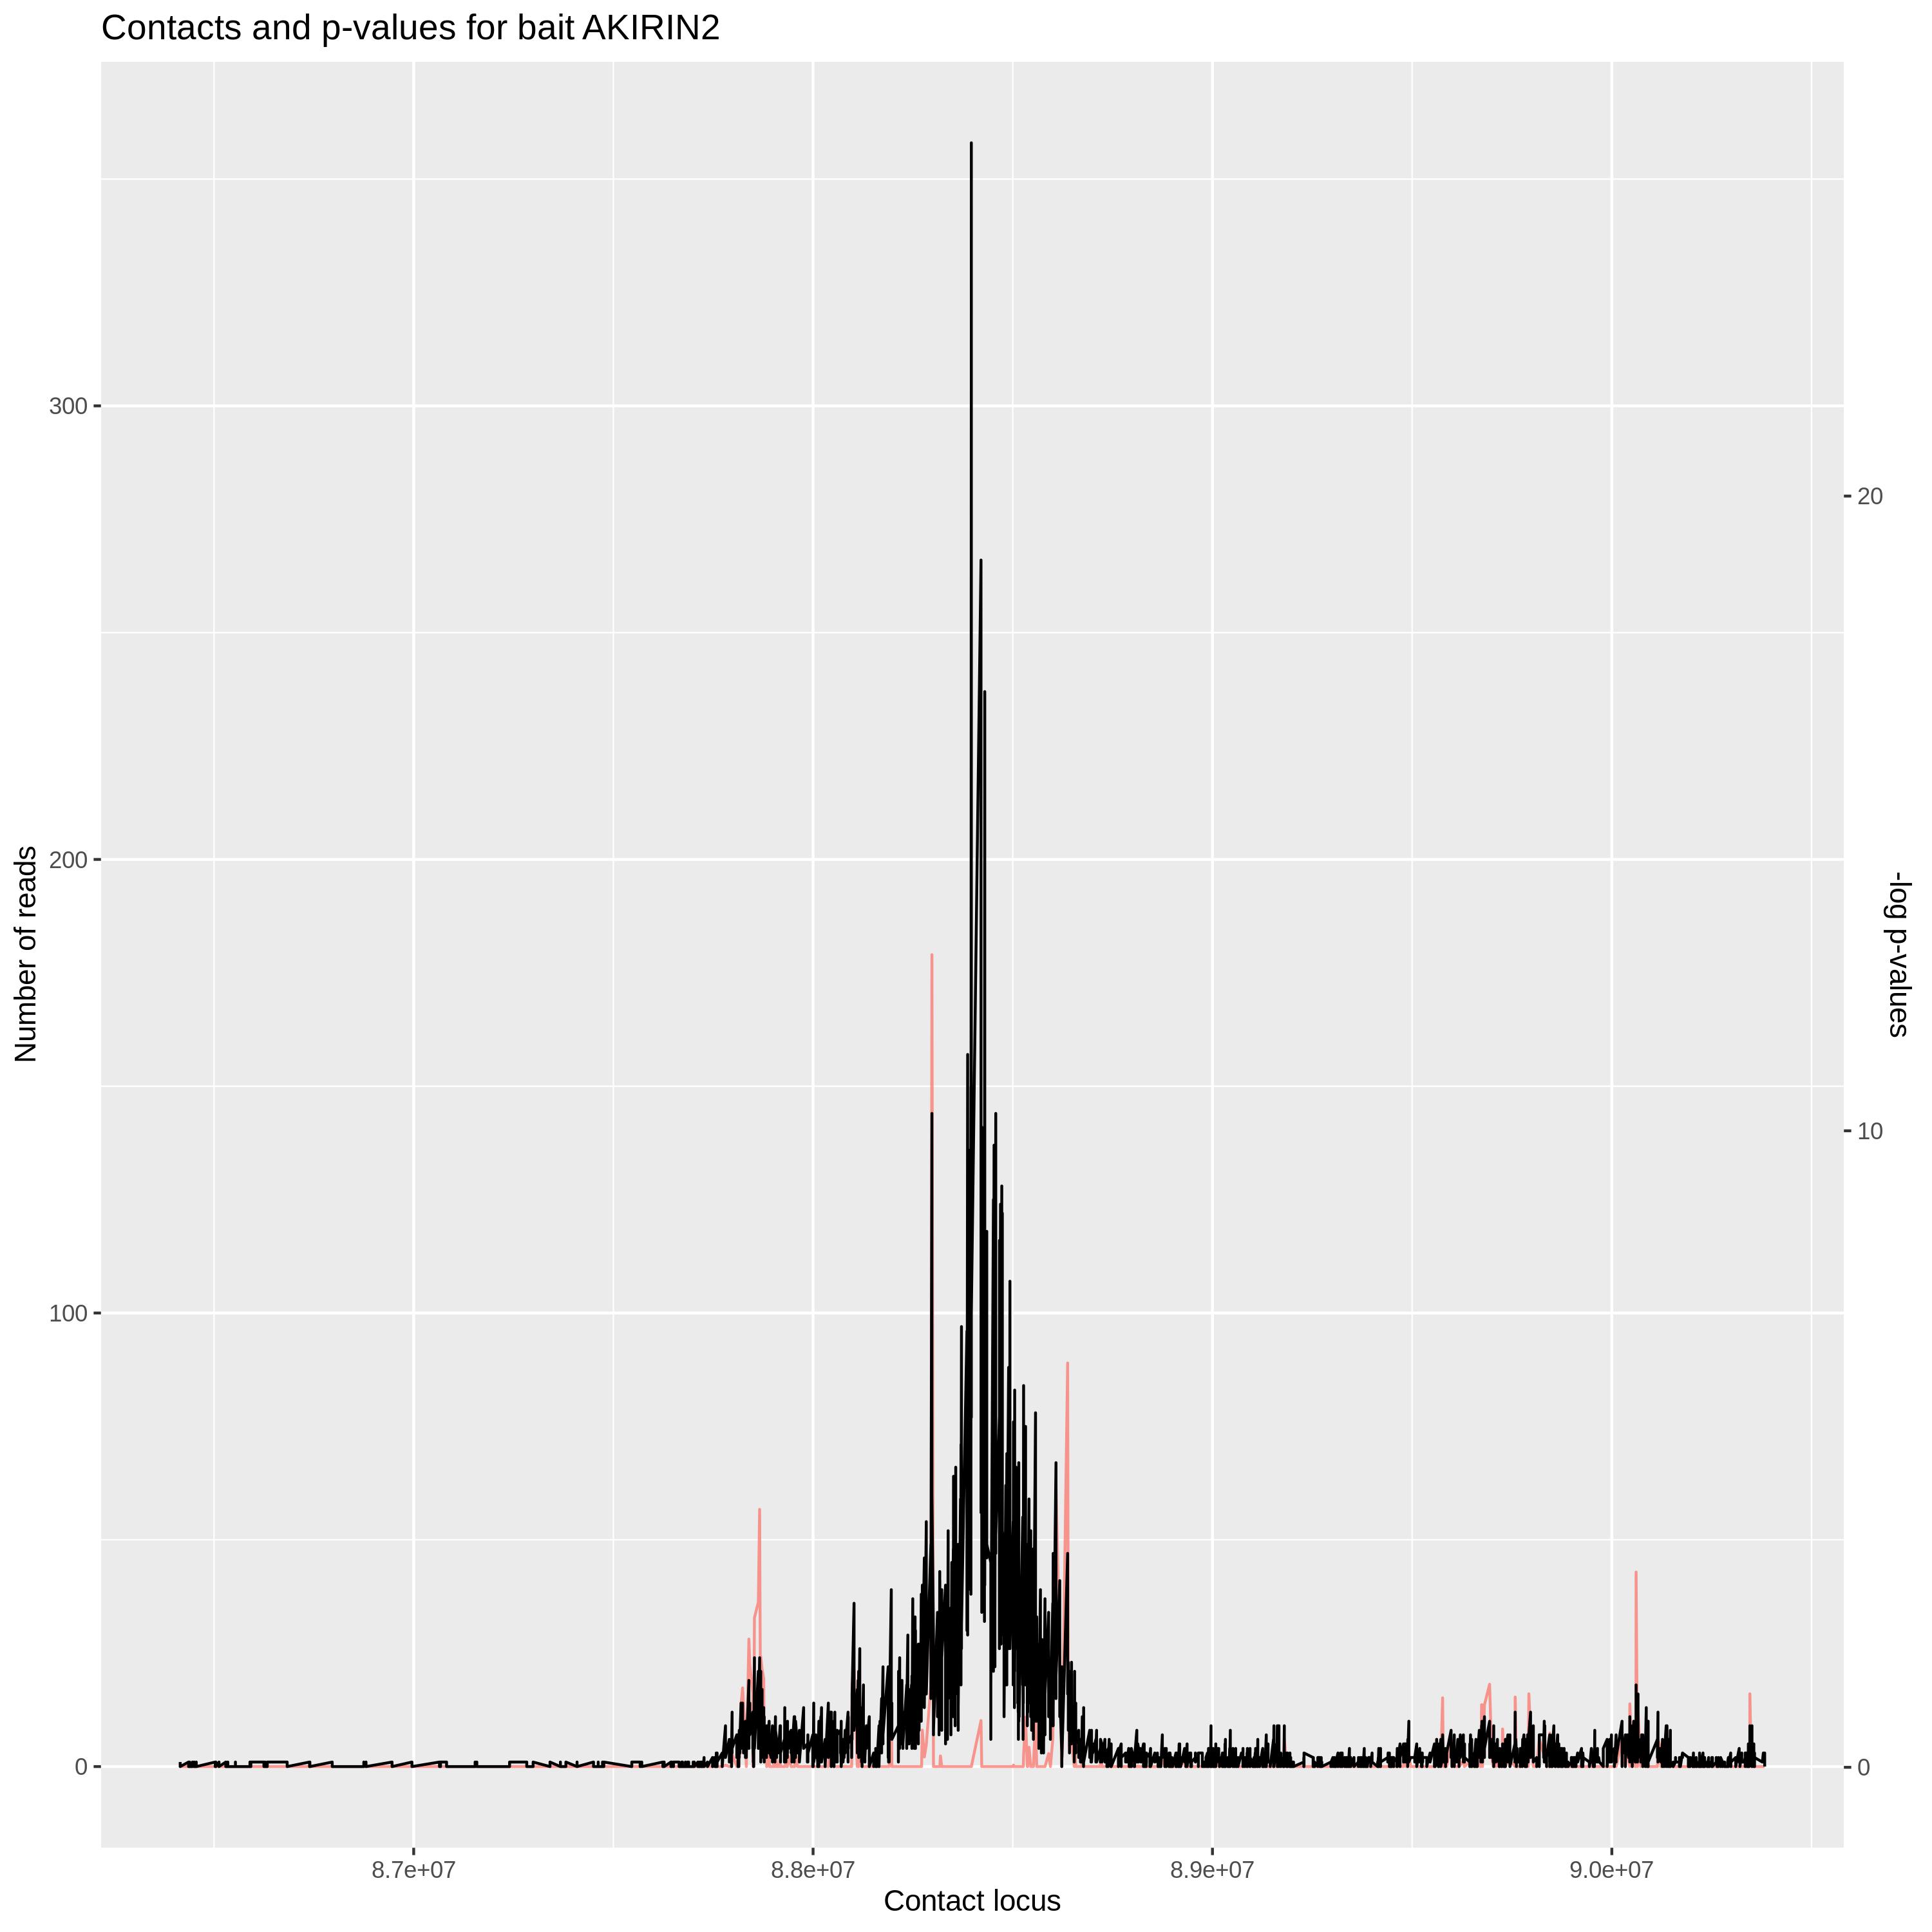 Contacts and p-values for bait AKIRIN2
300
200
100
0
Number of reads
20
10
0
-log p-values
8.7e+07
8.8e+07
8.9e+07
9.0e+07
Contact locus